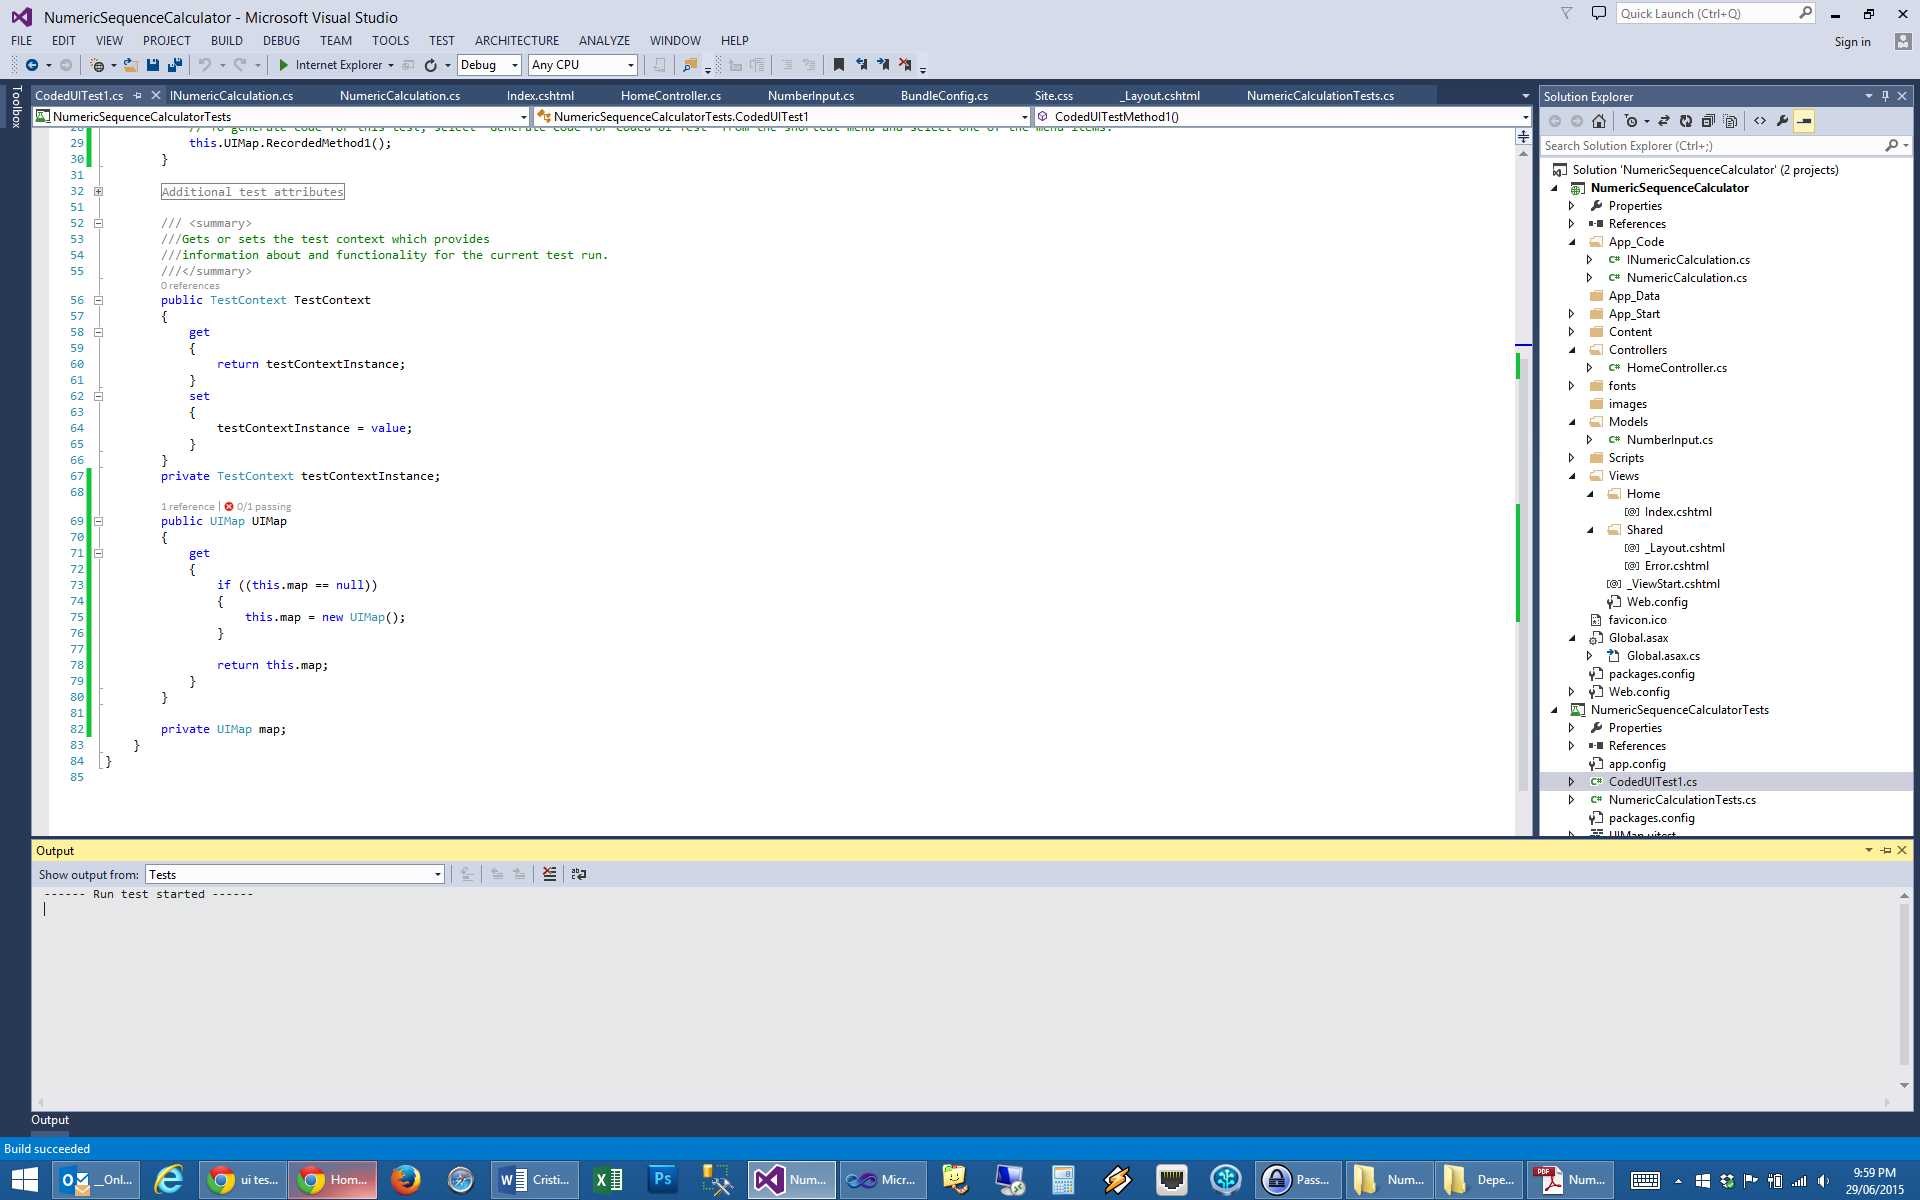 NumericSequenceCalculator - Microsoft Visual Studio
Quick Launch (Ctrl+Q)
FILE EDIT VIEW PROJECT BUILD DEBUG TEAM TOOLS TEST ARCHITECTURE ANALYZE WINDOW HELP
Sign in
Internet Explorer Debug Any CPU
Toolbox
CodedUITest1.cs INumericCalculation.cs NumericCalculation.cs Index.cshtml HomeController.cs NumberInput.cs BundleConfig.cs Site.css _Layout.cshtml NumericCalculationTests.cs
NumericSequenceCalculatorTests NumericSequenceCalculatorTests.CodedUITest1 CodedUITestMethod1()
28 // To generate code for this test, select "Generate Code for Coded UI Test" from the shortcut menu and select one of the menu items.
29 this.UIMap.RecordedMethod1();
30 }
31
32 Additional test attributes
51
52 /// <summary>
53 ///Gets or sets the test context which provides
54 ///information about and functionality for the current test run.
55 ///</summary>
0 references
56 public TestContext TestContext
57 {
58 get
59 {
60 return testContextInstance;
61 }
62 set
63 {
64 testContextInstance = value;
65 }
66 }
67 private TestContext testContextInstance;
68
1 reference | 0/1 passing
69 public UIMap UIMap
70 {
71 get
72 {
73 if ((this.map == null))
74 {
75 this.map = new UIMap();
76 }
77
78 return this.map;
79 }
80 }
81
82 private UIMap map;
83 }
84 }
85
Solution Explorer
Search Solution Explorer (Ctrl+;)
Solution 'NumericSequenceCalculator' (2 projects)
NumericSequenceCalculator
Properties
References
App_Code
INumericCalculation.cs
NumericCalculation.cs
App_Data
App_Start
Content
Controllers
HomeController.cs
fonts
images
Models
NumberInput.cs
Scripts
Views
Home
Index.cshtml
Shared
_Layout.cshtml
Error.cshtml
_ViewStart.cshtml
Web.config
favicon.ico
Global.asax
Global.asax.cs
packages.config
Web.config
NumericSequenceCalculatorTests
Properties
References
app.config
CodedUITest1.cs
NumericCalculationTests.cs
packages.config
UIMap.uitest
Output
Show output from: Tests
------ Run test started ------
Output
Build succeeded
_Onl... ui tes... Hom... Cristi... Num... Micr... Pass... Num... Depe... Num...
9:59 PM
29/06/2015